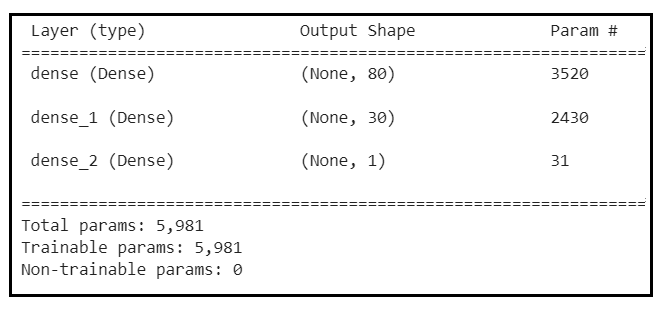 Layer (type) Output Shape Param #
=================================================================
dense (Dense) (None, 80) 3520
dense_1 (Dense) (None, 30) 2430
dense_2 (Dense) (None, 1) 31
=================================================================
Total params: 5,981
Trainable params: 5,981
Non-trainable params: 0